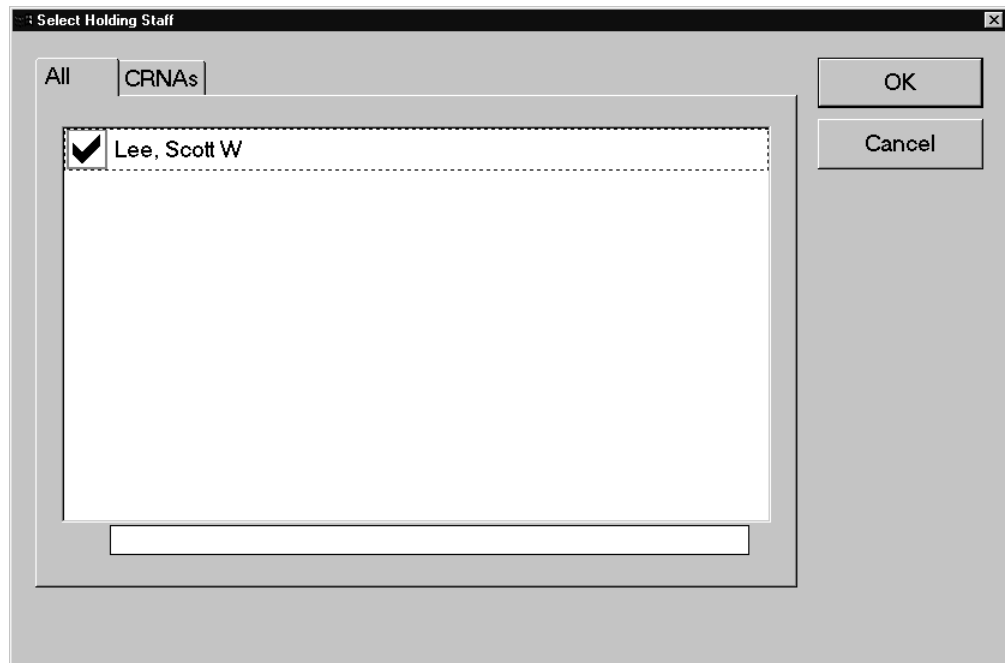 Select Holding Staff
All
CRNAs
OK
Lee, Scott W
Cancel